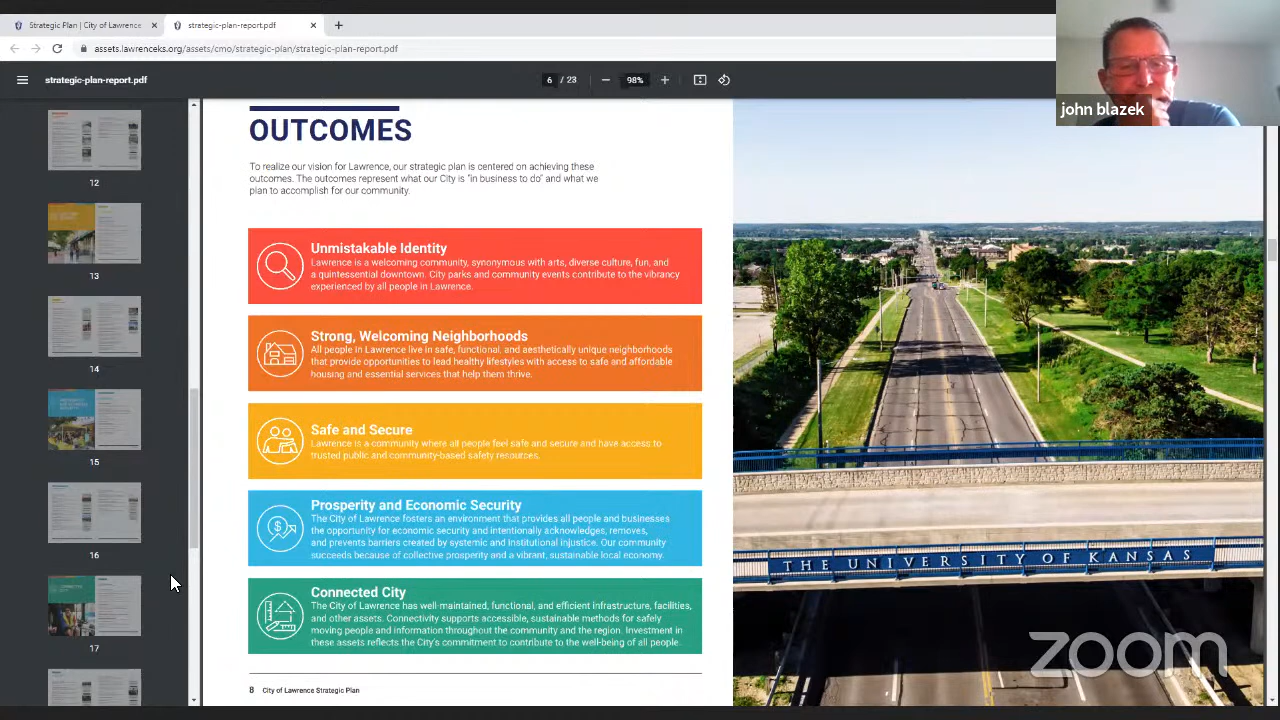 Strategic Plan | City of Lawrence
strategic-plan-report.pdf
assets.lawrenceks.org/assets/cmo/strategic-plan/strategic-plan-report.pdf
strategic-plan-report.pdf
6 / 23
98%
john blazek
12
13
14
15
16
17
OUTCOMES
To realize our vision for Lawrence, our strategic plan is centered on achieving these
outcomes. The outcomes represent what our City is "in business to do" and what we
plan to accomplish for our community.
Unmistakable Identity
Lawrence is a welcoming community, synonymous with arts, diverse culture, fun, and
a quintessential downtown. City parks and community events contribute to the vibrancy
experienced by all people in Lawrence.
Strong, Welcoming Neighborhoods
All people in Lawrence live in safe, functional, and aesthetically unique neighborhoods
that provide opportunities to lead healthy lifestyles with access to safe and affordable
housing and essential services that help them thrive.
Safe and Secure
Lawrence is a community where all people feel safe and secure and have access to
trusted public and community-based safety resources.
Prosperity and Economic Security
The City of Lawrence fosters an environment that provides all people and businesses
the opportunity for economic security and intentionally acknowledges, removes,
and prevents barriers created by systemic and institutional injustice. Our community
succeeds because of collective prosperity and a vibrant, sustainable local economy.
Connected City
The City of Lawrence has well-maintained, functional, and efficient infrastructure, facilities,
and other assets. Connectivity supports accessible, sustainable methods for safely
moving people and information throughout the community and the region. Investment in
these assets reflects the City's commitment to contribute to the well-being of all people.
8 City of Lawrence Strategic Plan
THE UNIVERSITY OF KANSAS
zoom